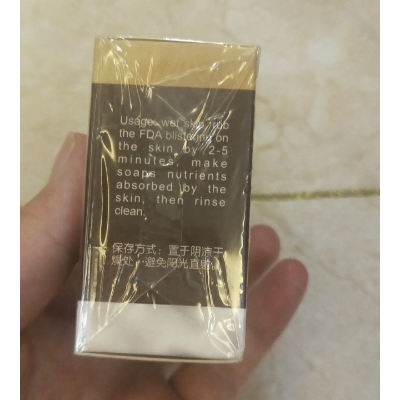 Usage: wet skin, rub
the FDA blistering on
the skin by 2-5
minutes, make
soaps nutrients
absorbed by the
skin, then rinse
clean.
保存方式：置于阴凉干
燥处，避免阳光直射